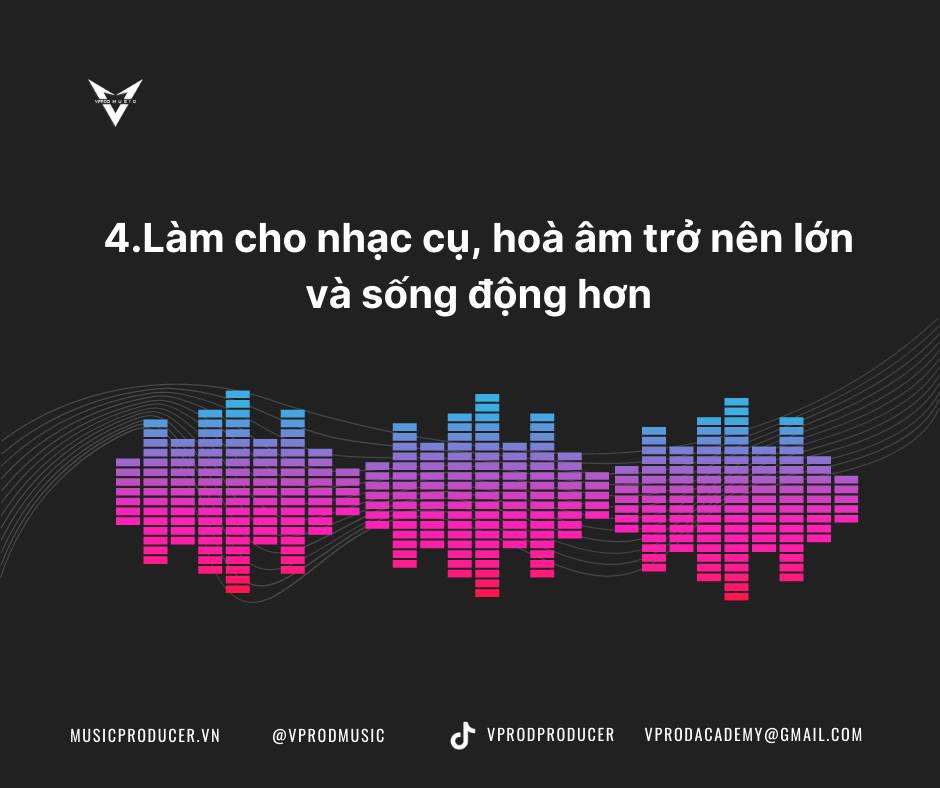 VPROD MUSIC
4.Làm cho nhạc cụ, hoà âm trở nên lớn
và sống động hơn
MUSICPRODUCER.VN
@VPRODMUSIC
VPRODPRODUCER
VPRODACADEMY@GMAIL.COM